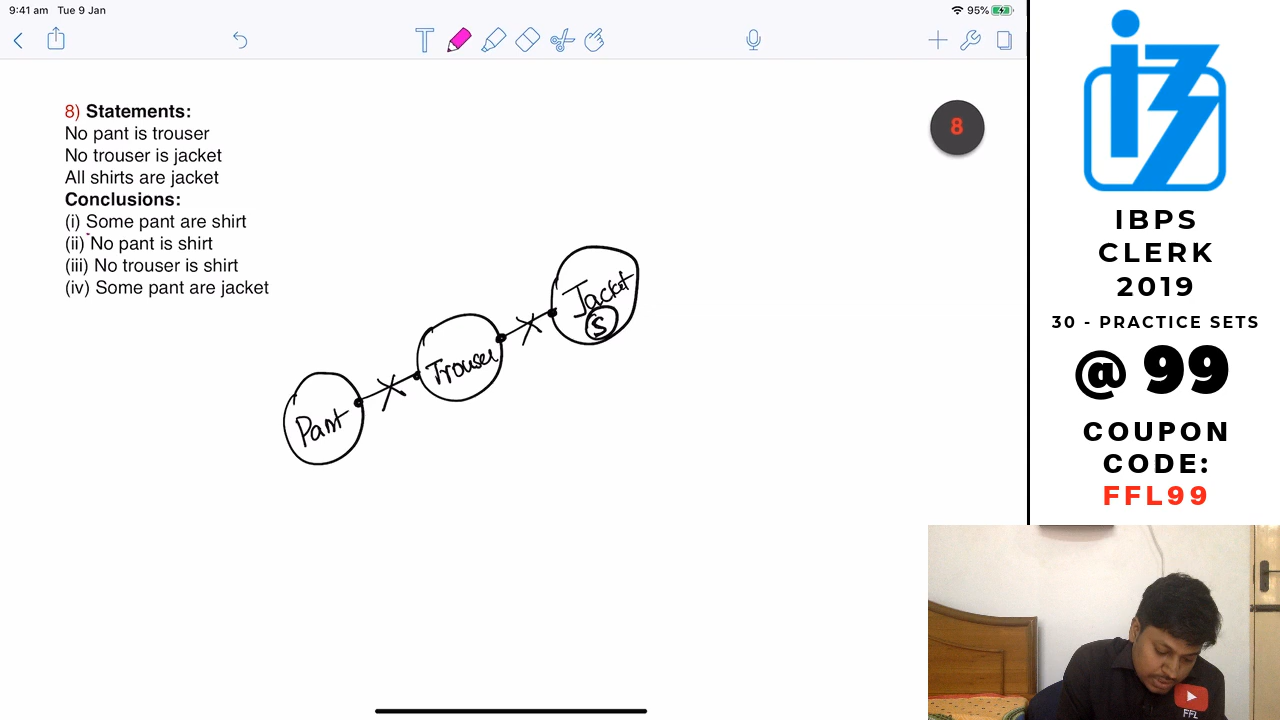 9:41 am Tue 9 Jan
95%
T
8) Statements:
No pant is trouser
No trouser is jacket
All shirts are jacket
Conclusions:
(i) Some pant are shirt
(ii) No pant is shirt
(iii) No trouser is shirt
(iv) Some pant are jacket
8
Jacket
S
Trouser
Pant
IBPS
CLERK
2019
30 - PRACTICE SETS
@ 99
COUPON
CODE:
FFL99
FFL